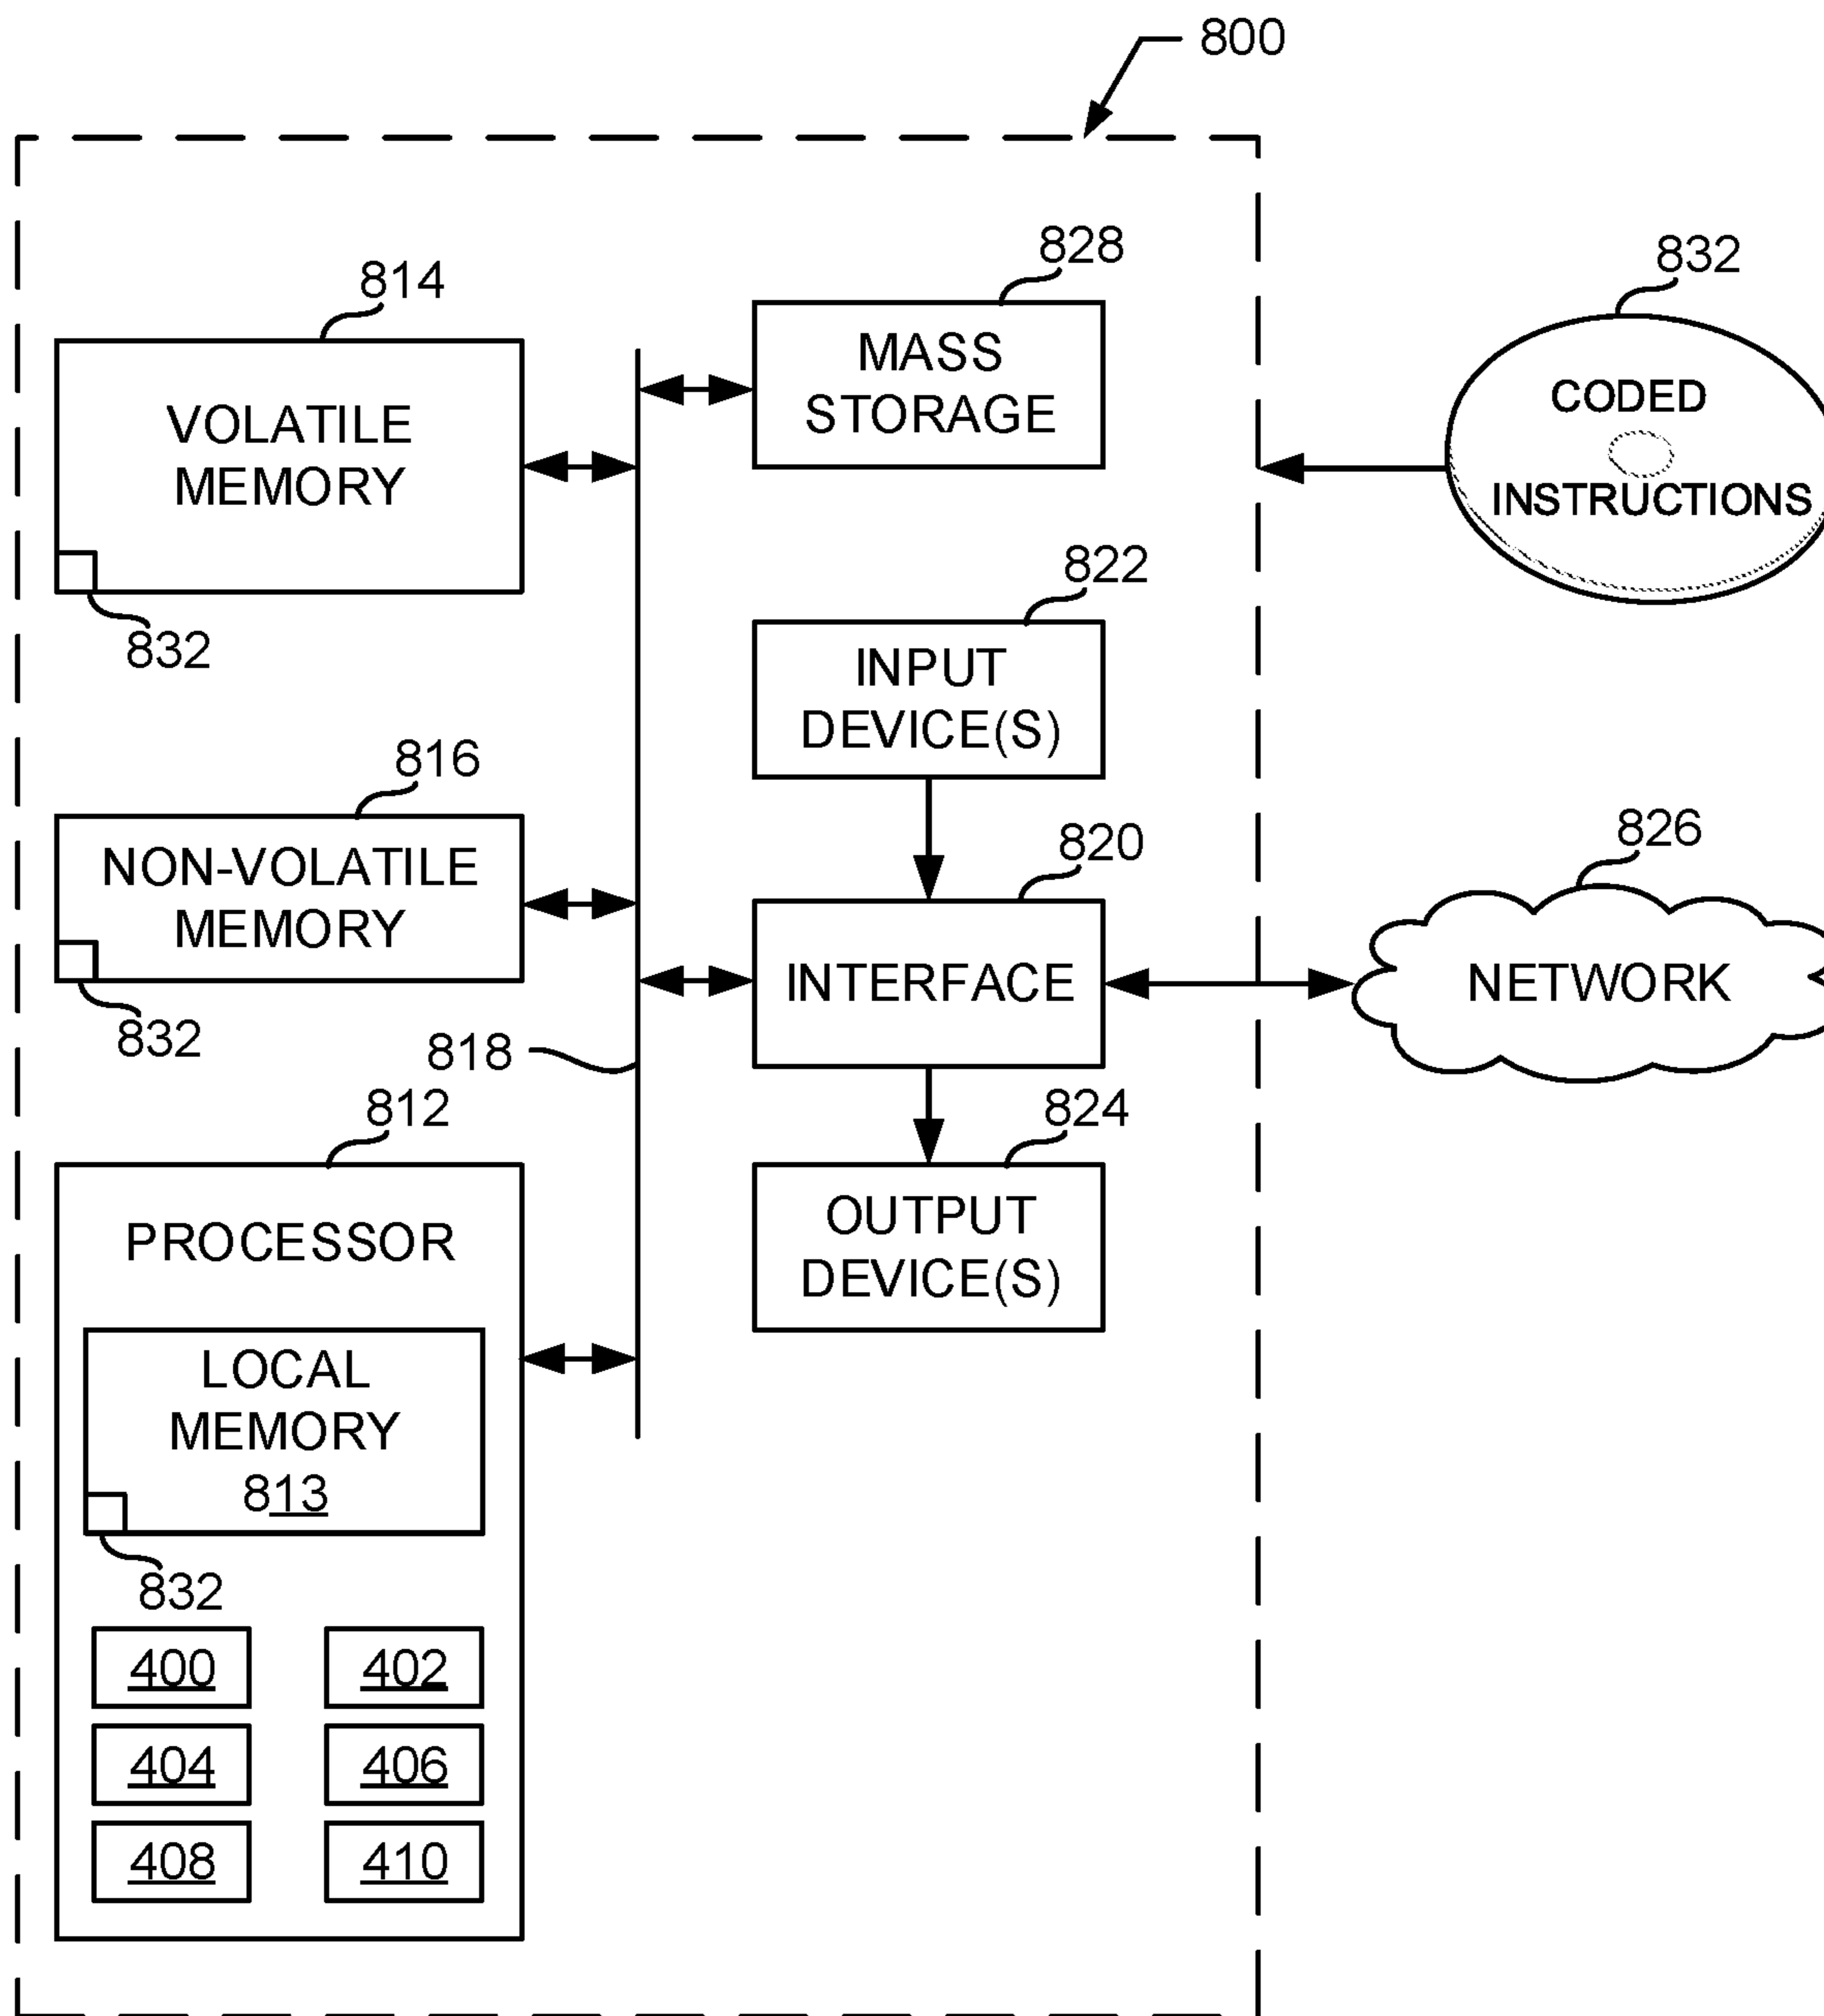 800
828
832
814
MASS
STORAGE
CODED
INSTRUCTIONS
VOLATILE
MEMORY
832
822
INPUT
DEVICE(S)
816
NON-VOLATILE
MEMORY
832
820
826
INTERFACE
NETWORK
818
812
824
PROCESSOR
OUTPUT
DEVICE(S)
LOCAL
MEMORY
813
832
400
402
404
406
408
410